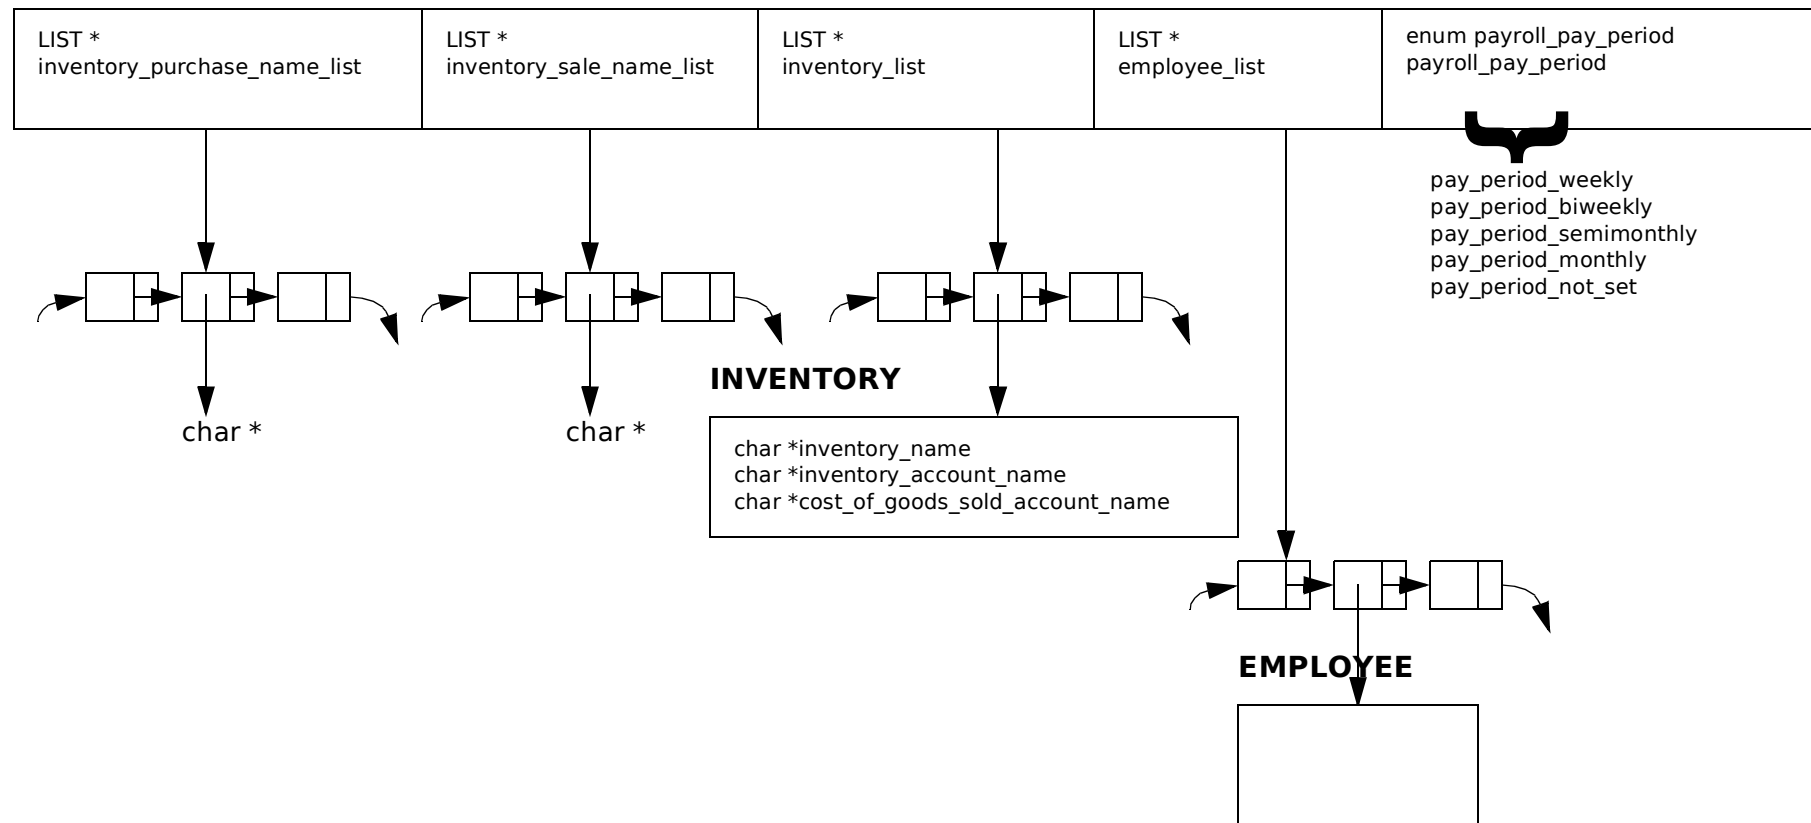 LIST *
inventory_purchase_name_list
LIST *
inventory_sale_name_list
LIST *
inventory_list
LIST *
employee_list
enum payroll_pay_period
payroll_pay_period
pay_period_weekly
pay_period_biweekly
pay_period_semimonthly
pay_period_monthly
pay_period_not_set
char *
char *
INVENTORY
char *inventory_name
char *inventory_account_name
char *cost_of_goods_sold_account_name
EMPLOYEE